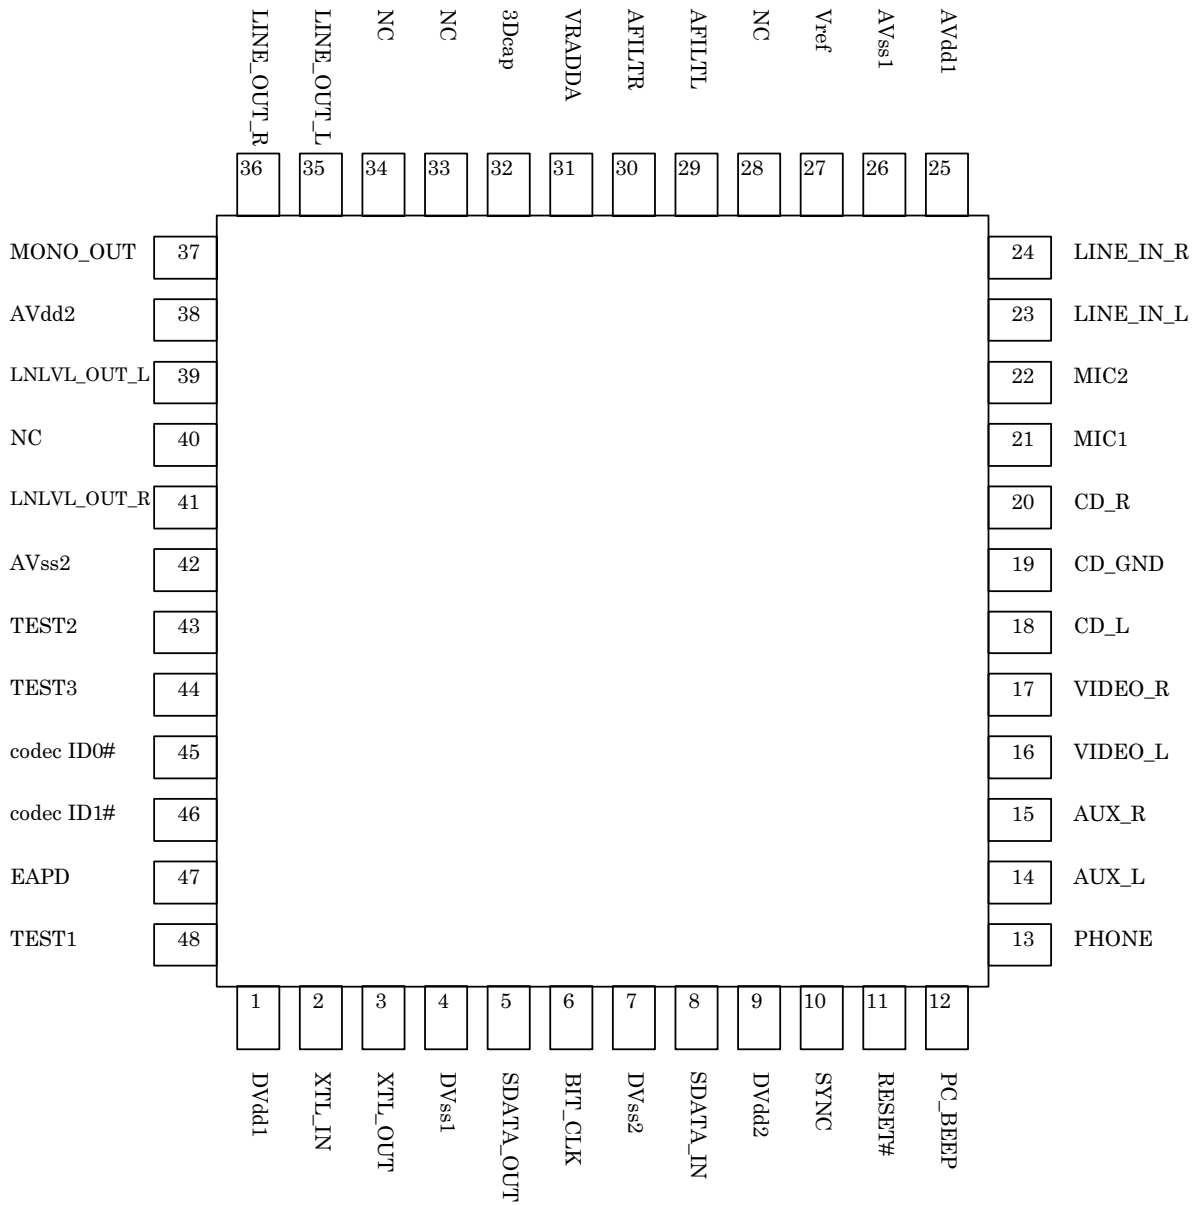 LINE_OUT_R
LINE_OUT_L
NC
NC
3Dcap
VRADDA
AFILTR
AFILTL
NC
Vref
AVss1
AVdd1
36
35
34
33
32
31
30
29
28
27
26
25
MONO_OUT 37
24 LINE_IN_R
AVdd2 38
23 LINE_IN_L
LNLVL_OUT_L 39
22 MIC2
NC 40
21 MIC1
LNLVL_OUT_R 41
20 CD_R
AVss2 42
19 CD_GND
TEST2 43
18 CD_L
TEST3 44
17 VIDEO_R
codec ID0# 45
16 VIDEO_L
codec ID1# 46
15 AUX_R
EAPD 47
14 AUX_L
TEST1 48
13 PHONE
1
2
3
4
5
6
7
8
9
10
11
12
DVdd1
XTL_IN
XTL_OUT
DVss1
SDATA_OUT
BIT_CLK
DVss2
SDATA_IN
DVdd2
SYNC
RESET#
PC_BEEP